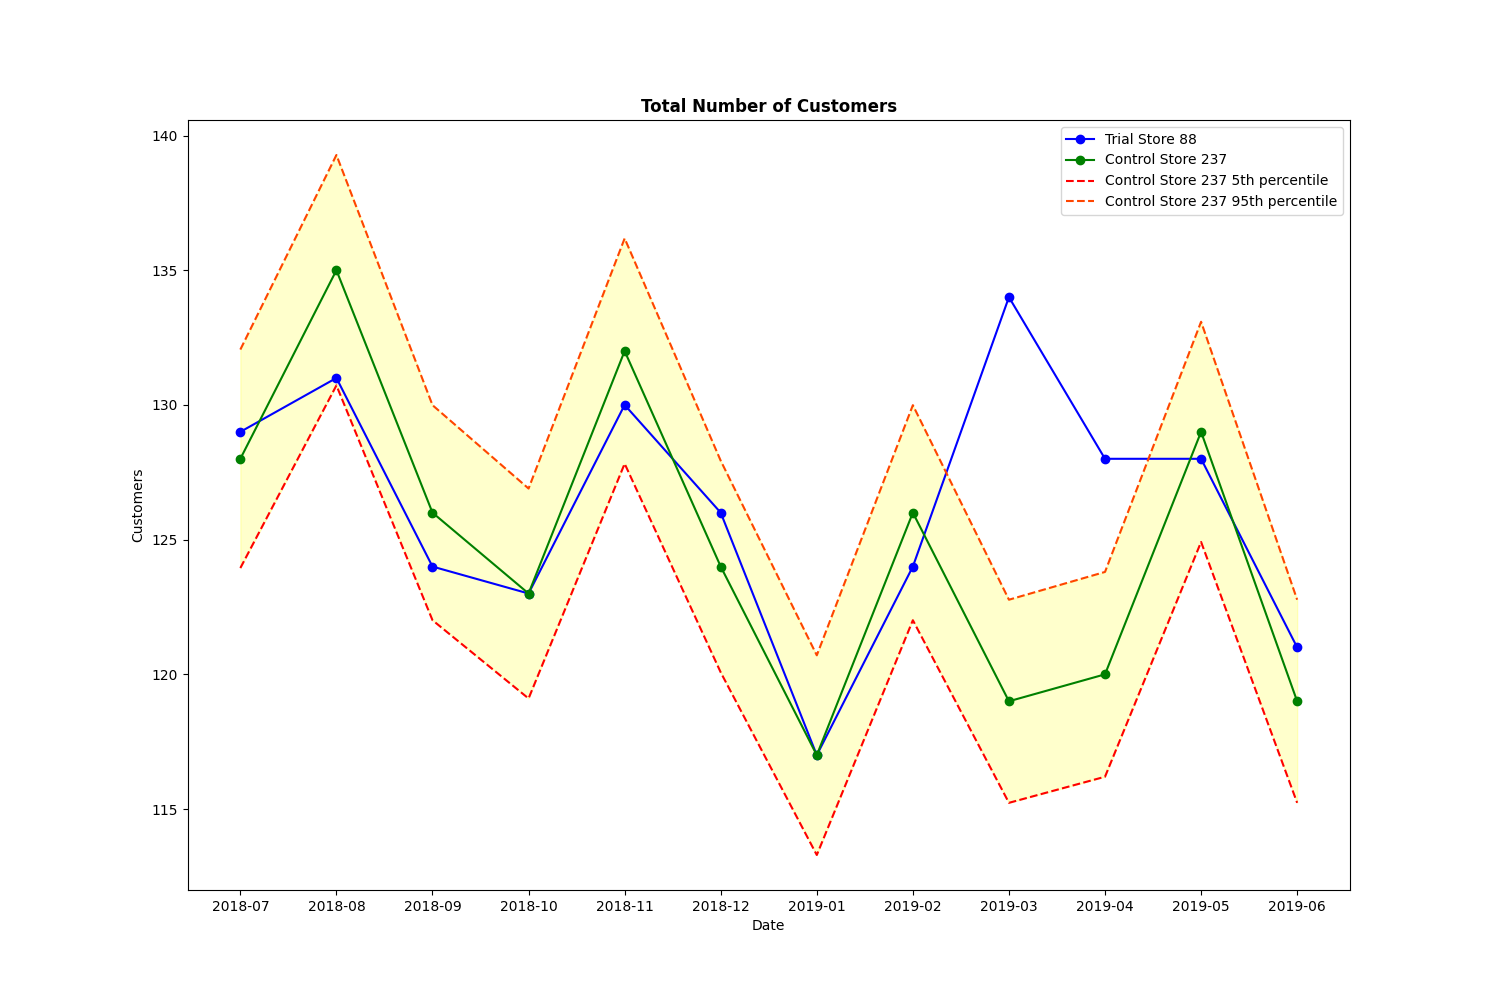 Total Number of Customers
Trial Store 88
Control Store 237
Control Store 237 5th percentile
Control Store 237 95th percentile
140
135
130
125
120
115
Customers
2018-07 2018-08 2018-09 2018-10 2018-11 2018-12 2019-01 2019-02 2019-03 2019-04 2019-05 2019-06
Date